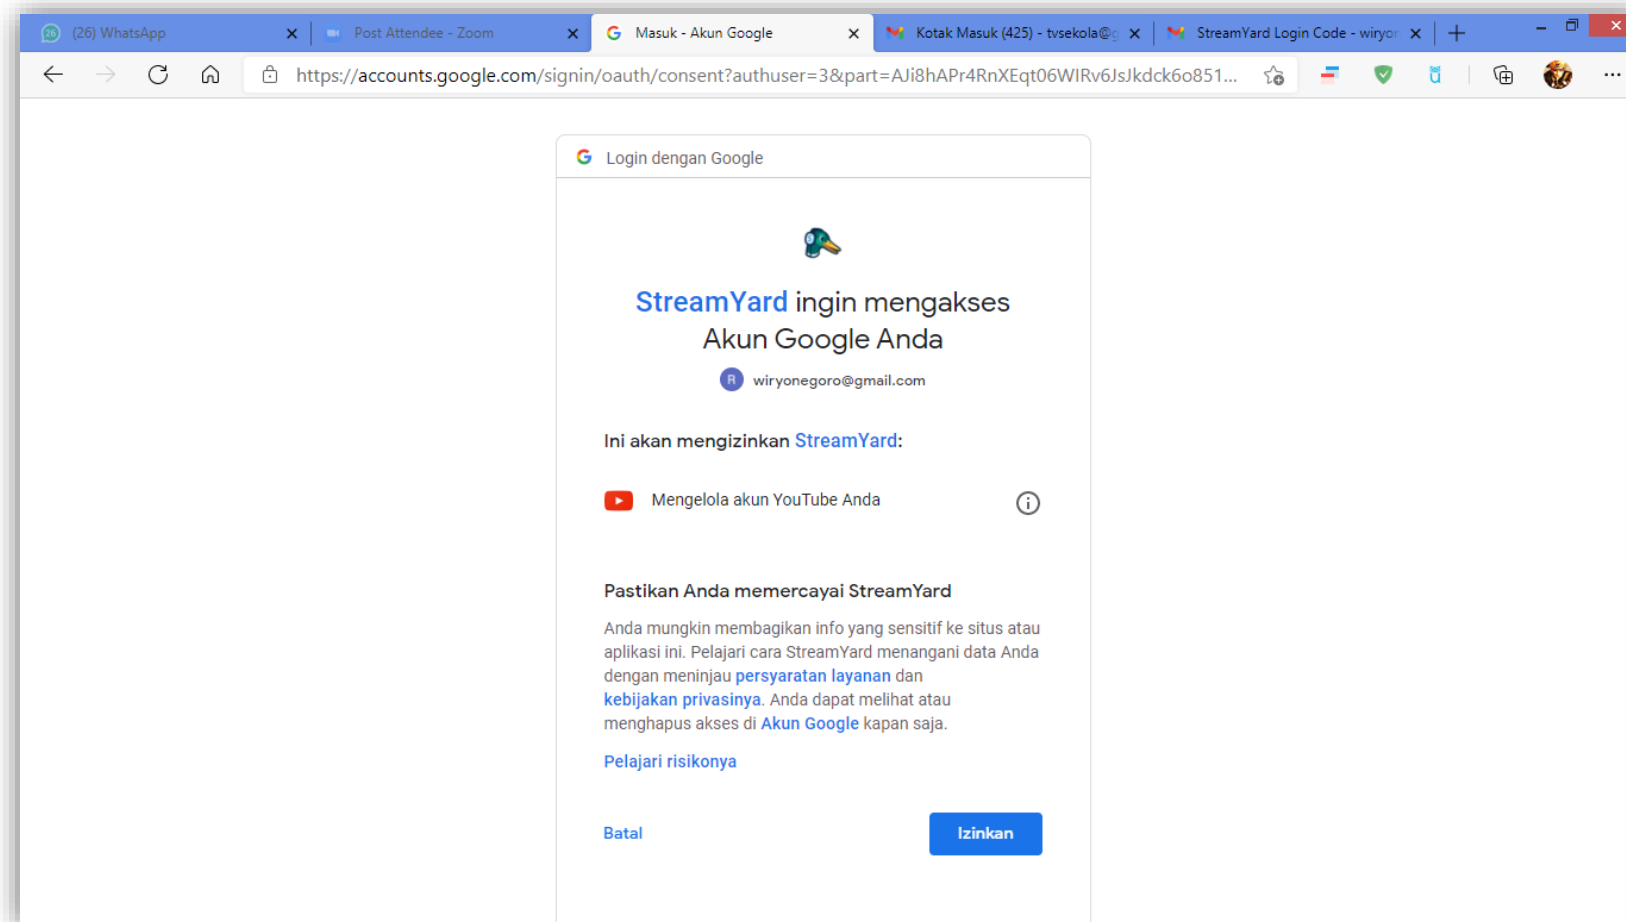 26 (26) WhatsApp
Post Attendee - Zoom
G Masuk - Akun Google
Kotak Masuk (425) - tvsekola@g
StreamYard Login Code - wiryon
https://accounts.google.com/signin/oauth/consent?authuser=3&part=AJi8hAPr4RnXEqt06WIRv6JsJkdck6o851...
G Login dengan Google
StreamYard ingin mengakses
Akun Google Anda
R wiryonegoro@gmail.com
Ini akan mengizinkan StreamYard:
Mengelola akun YouTube Anda
Pastikan Anda memercayai StreamYard
Anda mungkin membagikan info yang sensitif ke situs atau
aplikasi ini. Pelajari cara StreamYard menangani data Anda
dengan meninjau persyaratan layanan dan
kebijakan privasinya. Anda dapat melihat atau
menghapus akses di Akun Google kapan saja.
Pelajari risikonya
Batal
Izinkan